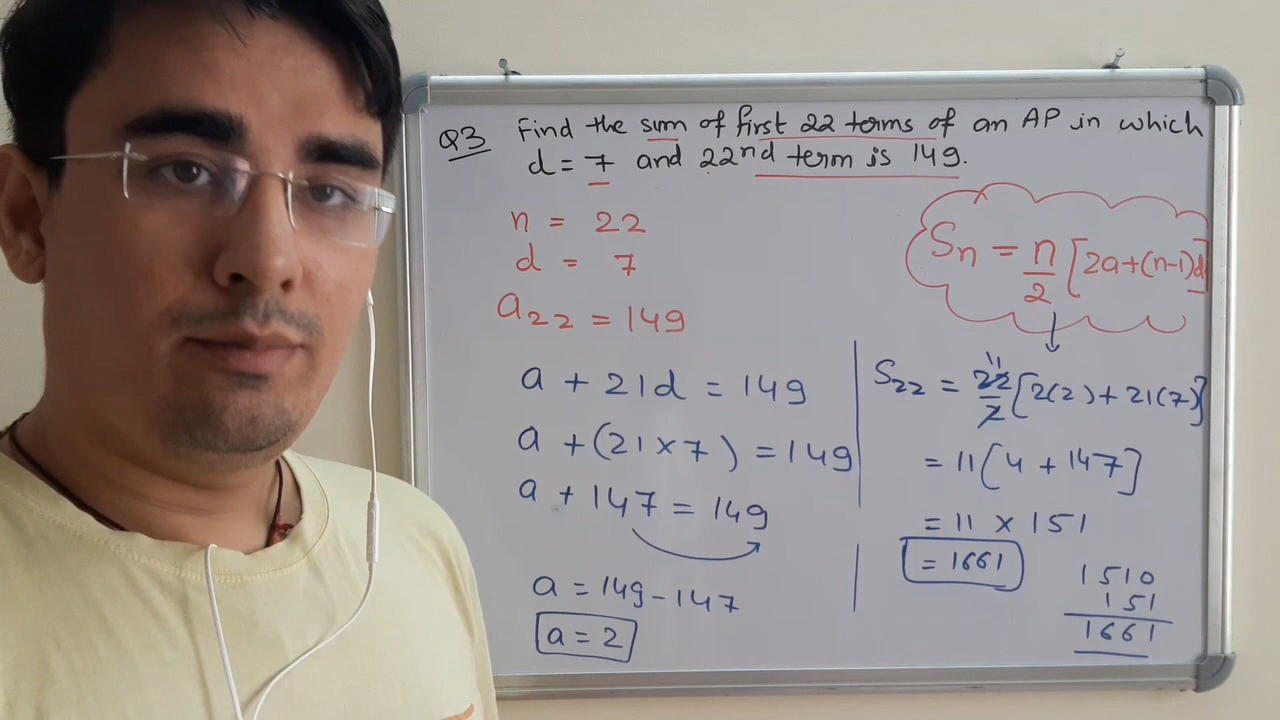 Q3 Find the sum of first 22 terms of an AP in which
d = 7 and 22nd term is 149.
n = 22
d = 7
a22 = 149
a + 21d = 149
a + (21 × 7) = 149
a + 147 = 149
a = 149 - 147
a = 2
Sn = n/2 [2a+(n-1)d]
S22 = 22/2 [2(2) + 21(7)]
11
= 11(4 + 147]
= 11 × 151
= 1661
1510
151
1661